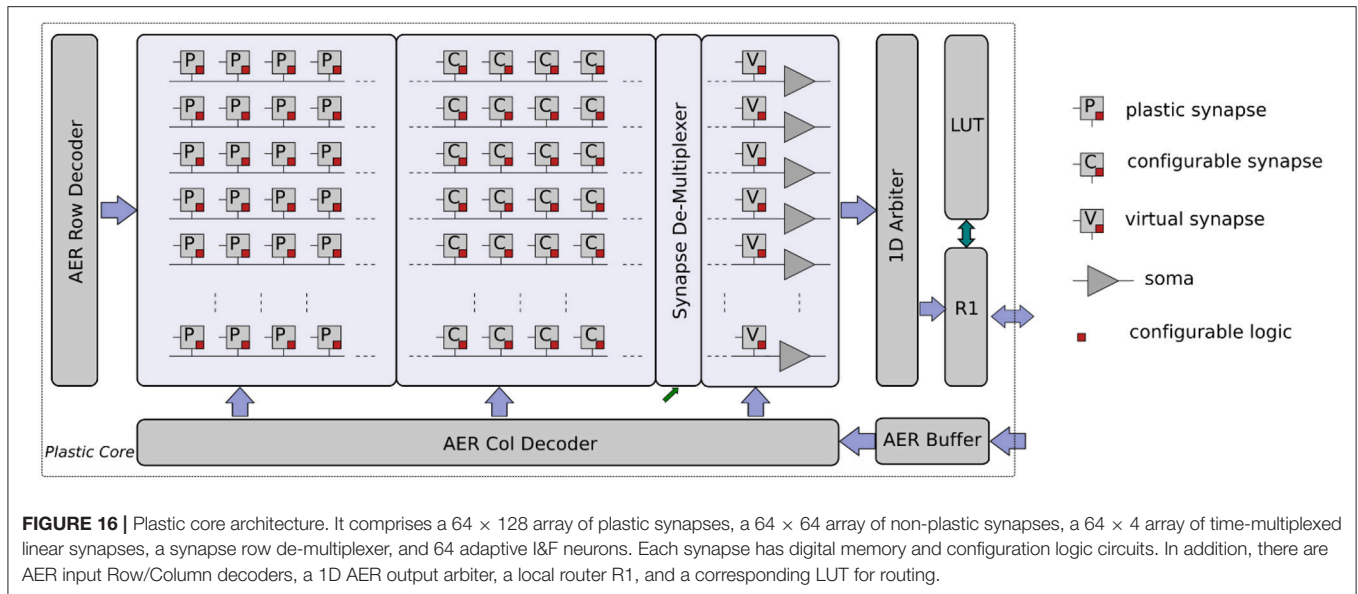 AER Row Decoder
P P P P
P P P P
P P P P
P P P P
P P P P
P P P P
C C C C
C C C C
C C C C
C C C C
C C C C
C C C C
Synapse De-Multiplexer
V
V
V
V
V
V
1D Arbiter
LUT
R1
AER Col Decoder
AER Buffer
Plastic Core
P plastic synapse
C configurable synapse
V virtual synapse
soma
configurable logic
FIGURE 16 | Plastic core architecture. It comprises a 64 × 128 array of plastic synapses, a 64 × 64 array of non-plastic synapses, a 64 × 4 array of time-multiplexed
linear synapses, a synapse row de-multiplexer, and 64 adaptive I&F neurons. Each synapse has digital memory and configuration logic circuits. In addition, there are
AER input Row/Column decoders, a 1D AER output arbiter, a local router R1, and a corresponding LUT for routing.